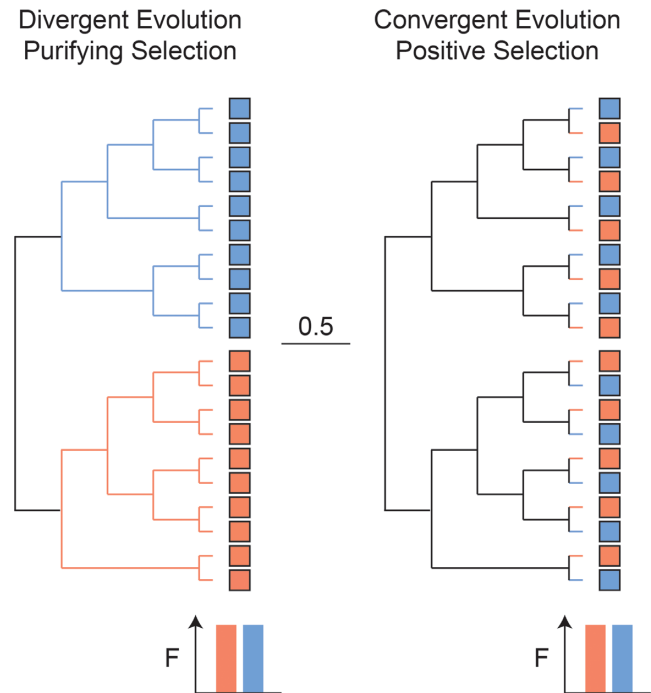 Divergent Evolution
Purifying Selection
Convergent Evolution
Positive Selection
0.5
F
F